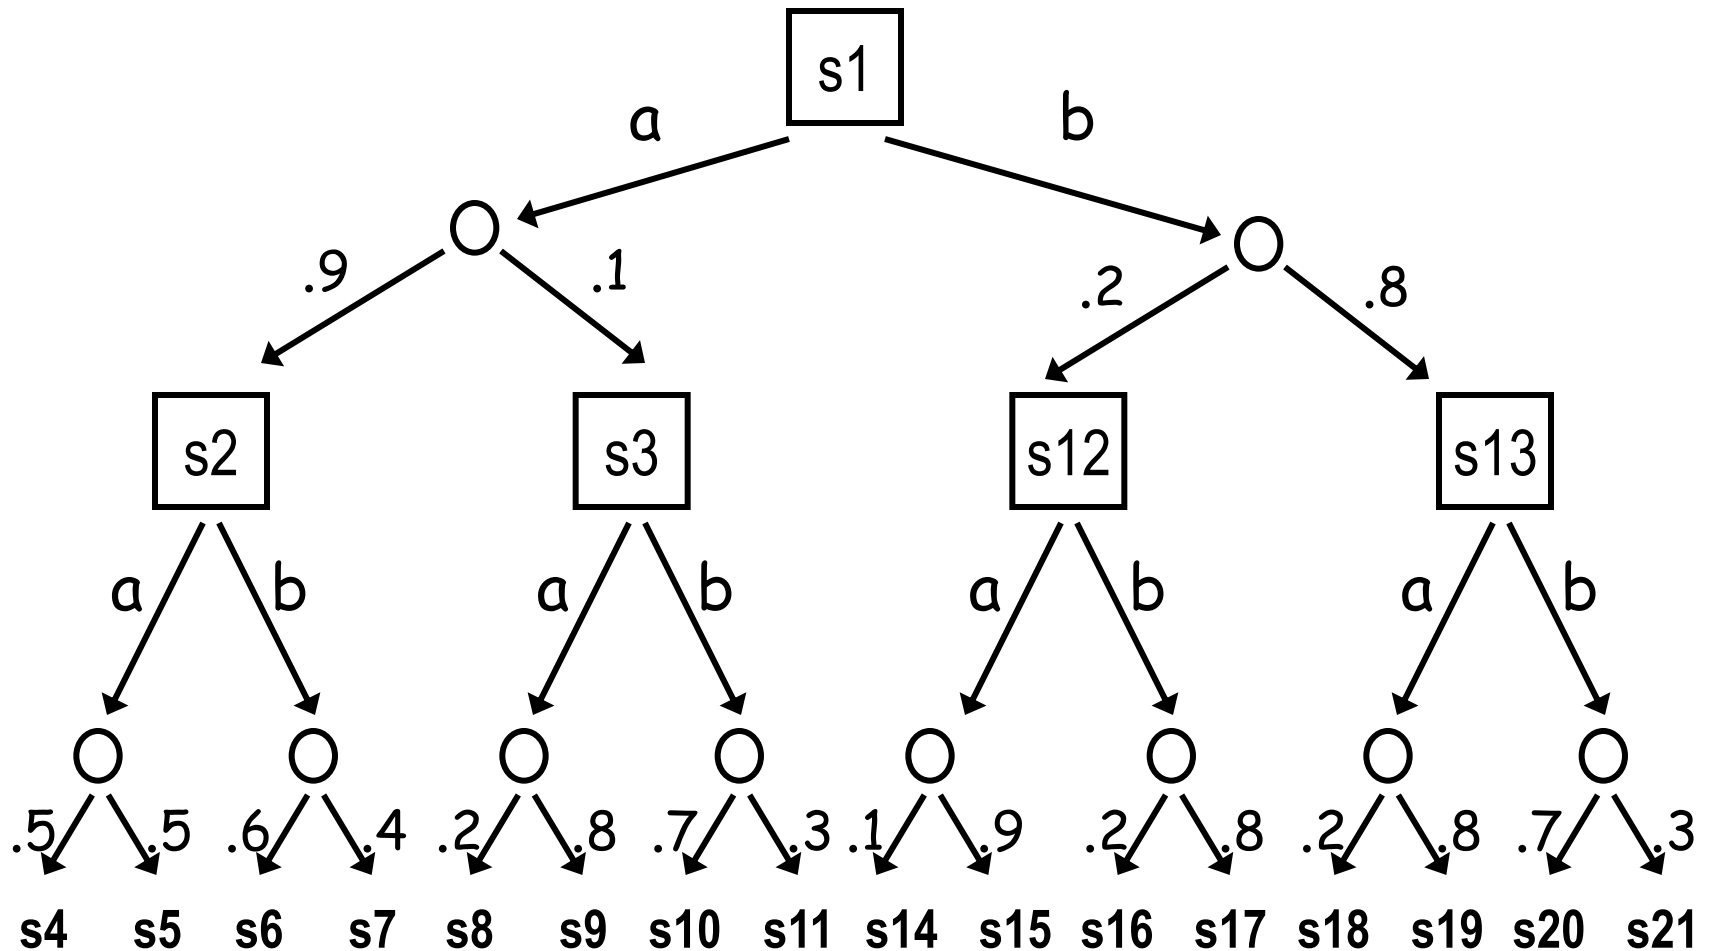 s1
a b
.9 .1 .2 .8
s2 s3 s12 s13
a b a b a b a b
.5 .5 .6 .4 .2 .8 .7 .3 .1 .9 .2 .8 .2 .8 .7 .3
s4 s5 s6 s7 s8 s9 s10 s11 s14 s15 s16 s17 s18 s19 s20 s21